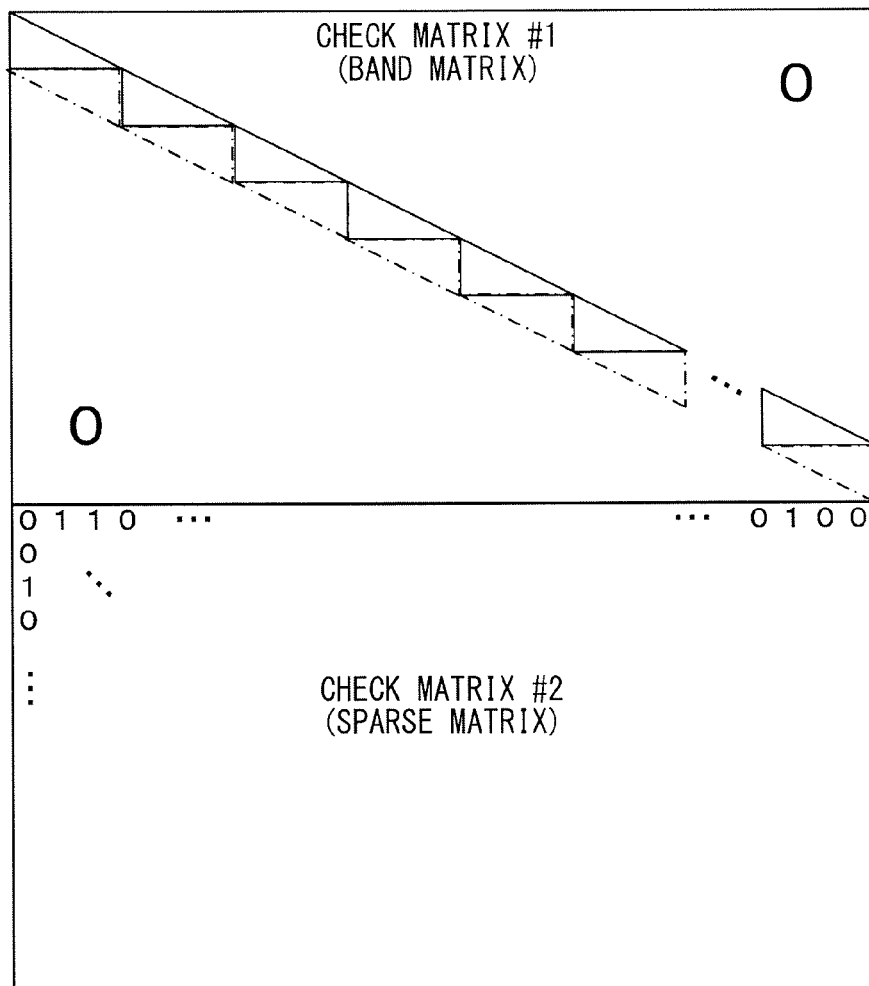 CHECK MATRIX #1
(BAND MATRIX)
0
0
0 1 1 0 ... ... 0 1 0 0
0
1
0
CHECK MATRIX #2
(SPARSE MATRIX)